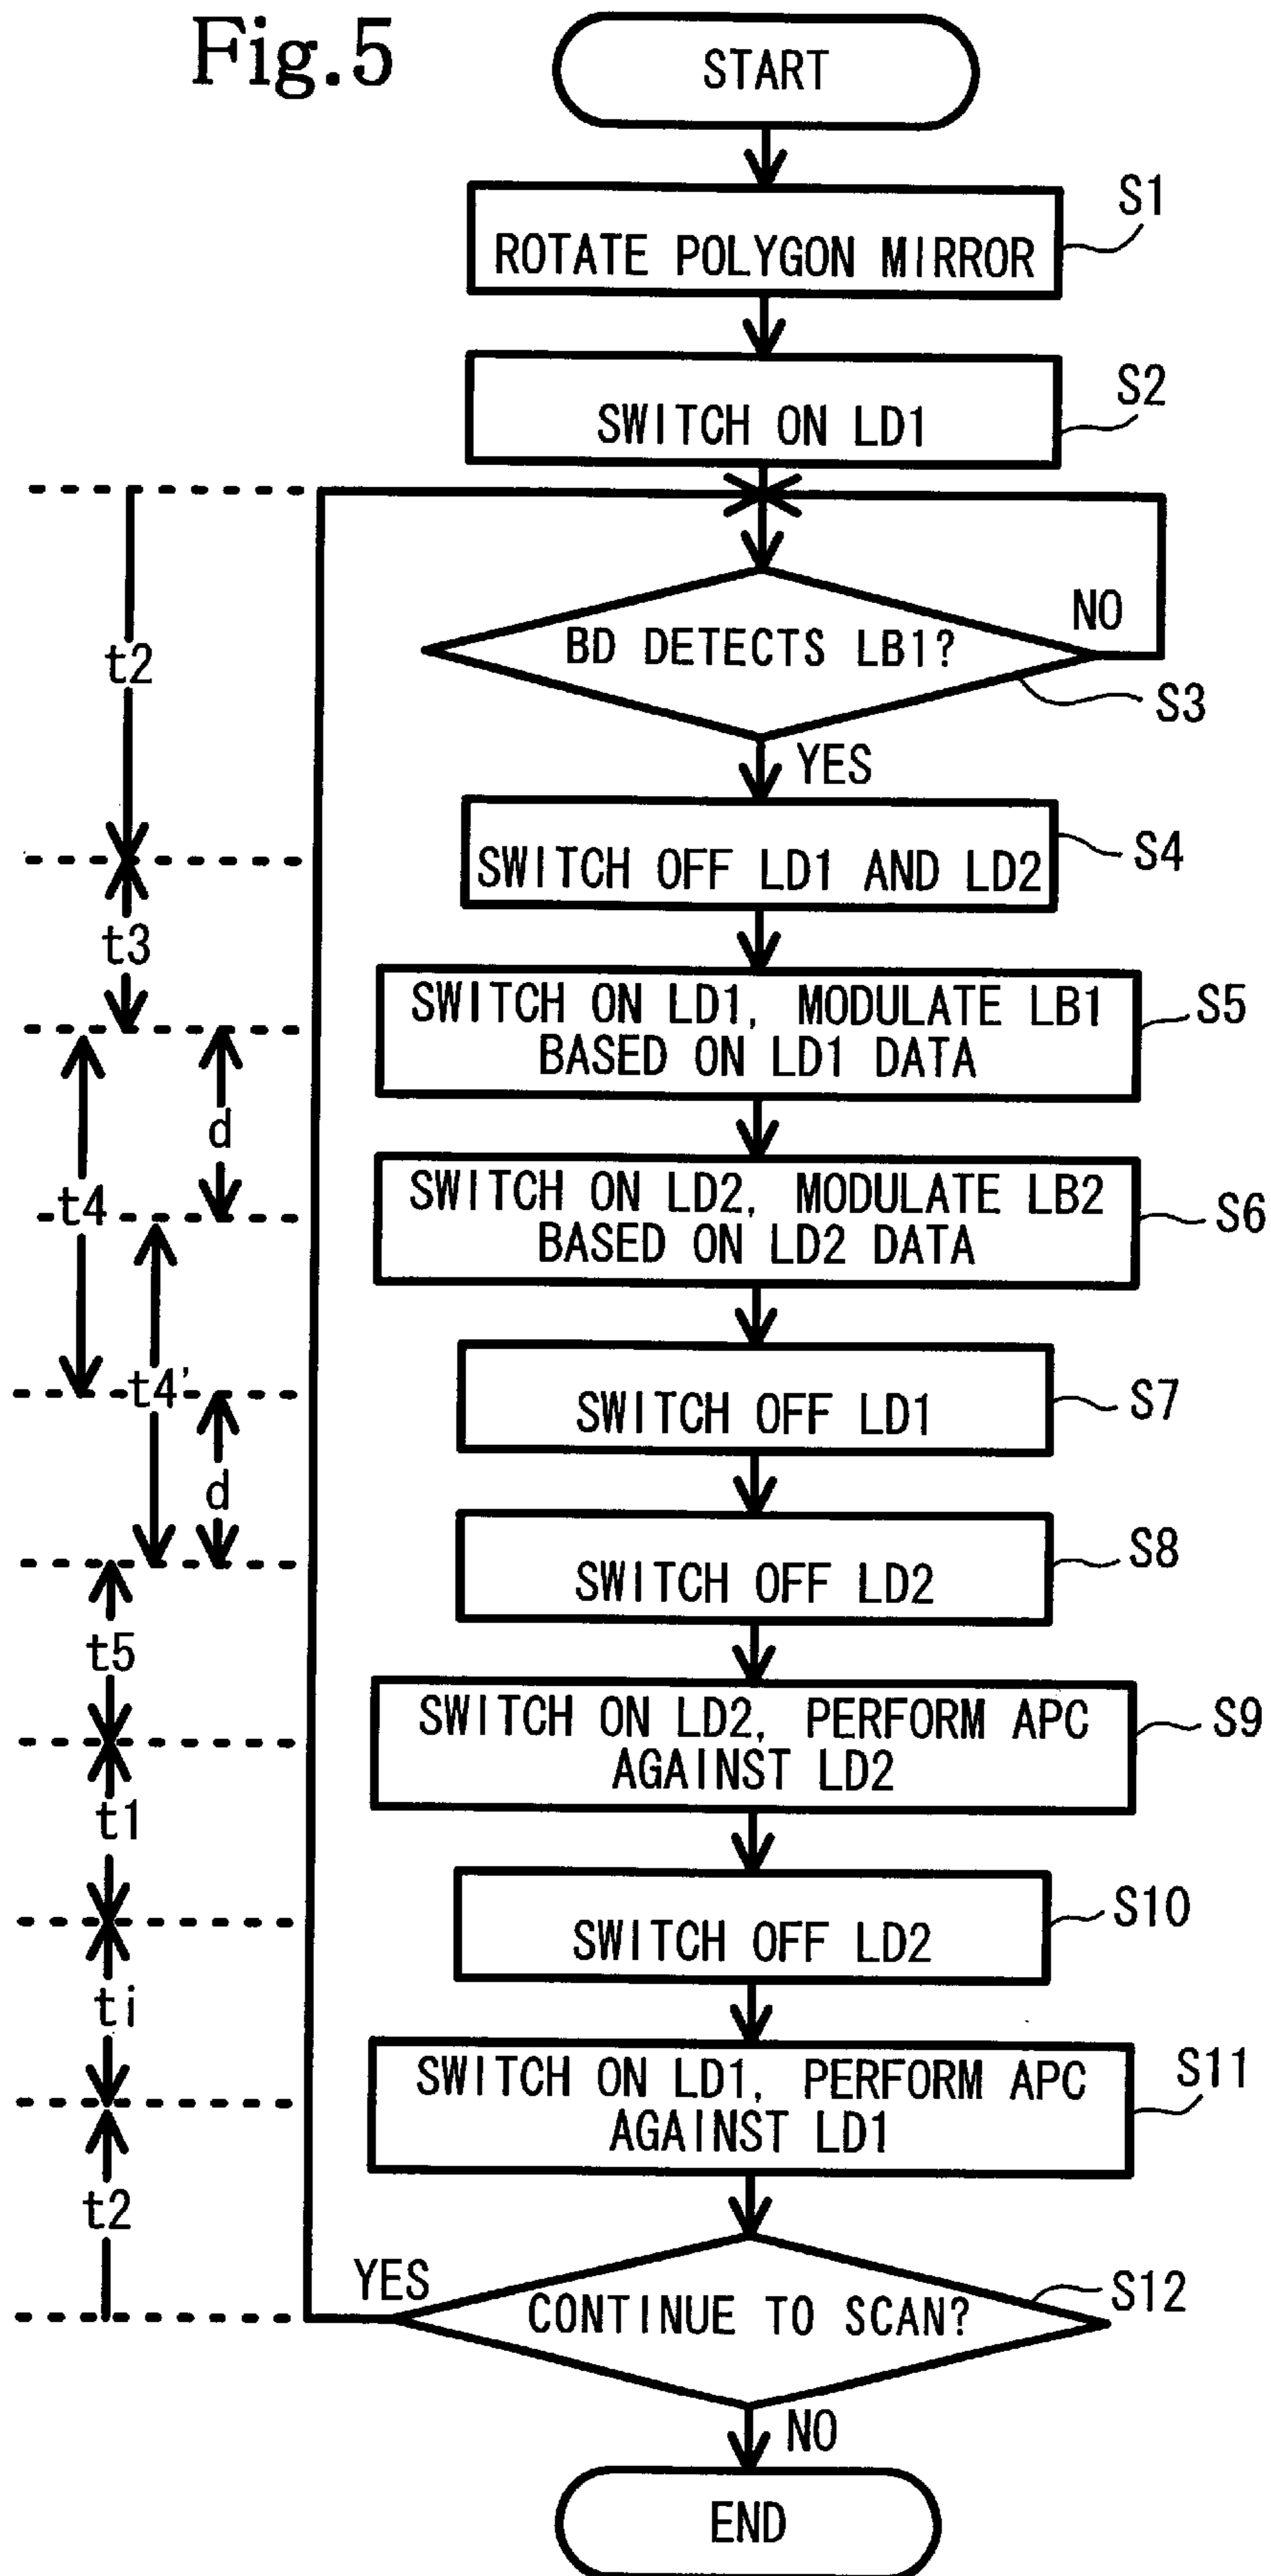 Fig.5
START
S1
ROTATE POLYGON MIRROR
S2
SWITCH ON LD1
NO
BD DETECTS LB1?
t2
S3
YES
S4
SWITCH OFF LD1 AND LD2
t3
SWITCH ON LD1, MODULATE LB1
BASED ON LD1 DATA
S5
d
SWITCH ON LD2, MODULATE LB2
BASED ON LD2 DATA
t4
S6
t4'
SWITCH OFF LD1
S7
d
SWITCH OFF LD2
S8
t5
SWITCH ON LD2, PERFORM APC
AGAINST LD2
S9
t1
SWITCH OFF LD2
S10
ti
SWITCH ON LD1, PERFORM APC
AGAINST LD1
S11
t2
YES
CONTINUE TO SCAN?
S12
NO
END